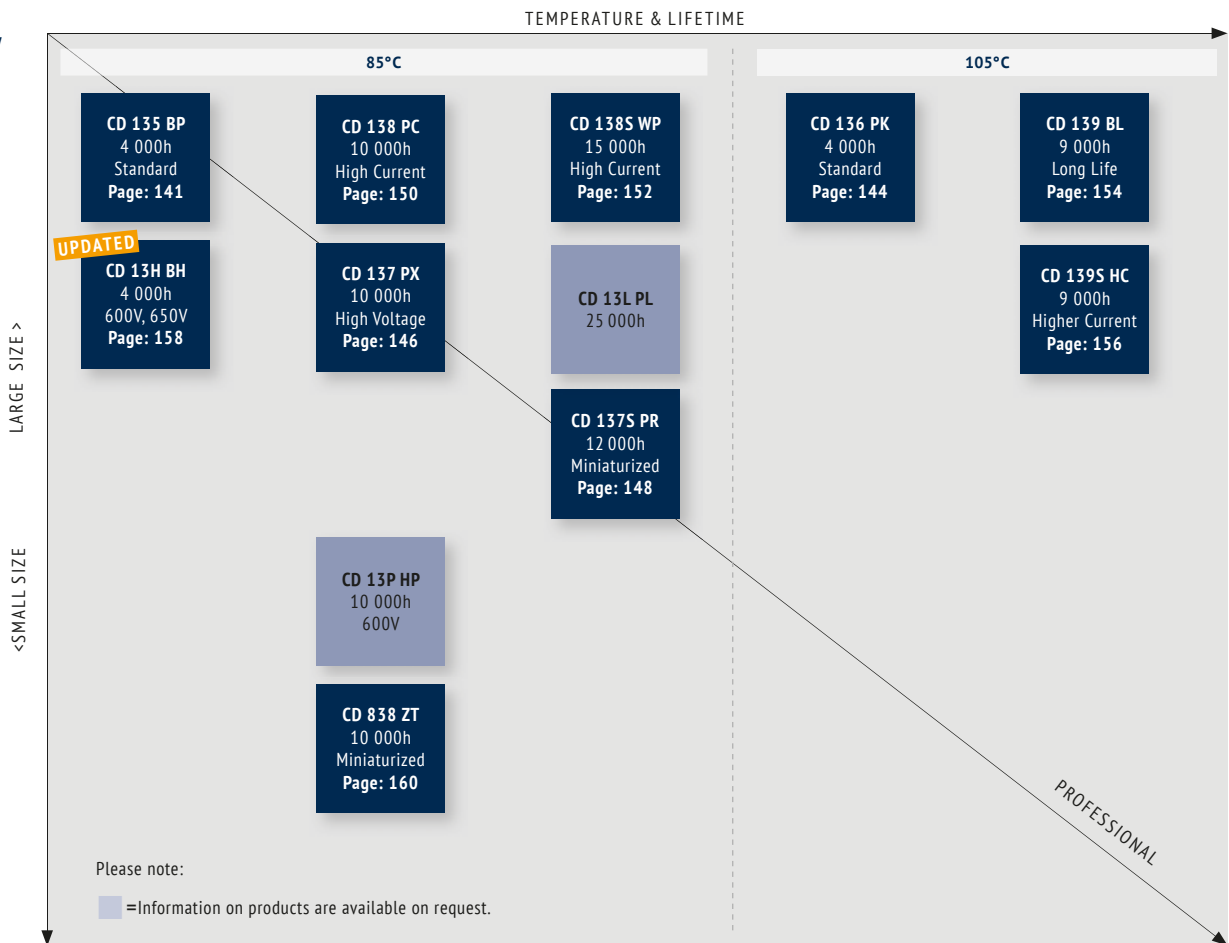 TEMPERATURE & LIFETIME
85°C
105°C
CD 135 BP
4 000h
Standard
Page: 141
CD 138 PC
10 000h
High Current
Page: 150
CD 138S WP
15 000h
High Current
Page: 152
CD 136 PK
4 000h
Standard
Page: 144
CD 139 BL
9 000h
Long Life
Page: 154
UPDATED
CD 13H BH
4 000h
600V, 650V
Page: 158
CD 137 PX
10 000h
High Voltage
Page: 146
CD 13L PL
25 000h
CD 139S HC
9 000h
Higher Current
Page: 156
LARGE SIZE >
CD 137S PR
12 000h
Miniaturized
Page: 148
<SMALL SIZE
CD 13P HP
10 000h
600V
CD 838 ZT
10 000h
Miniaturized
Page: 160
PROFESSIONAL
Please note:
=Information on products are available on request.